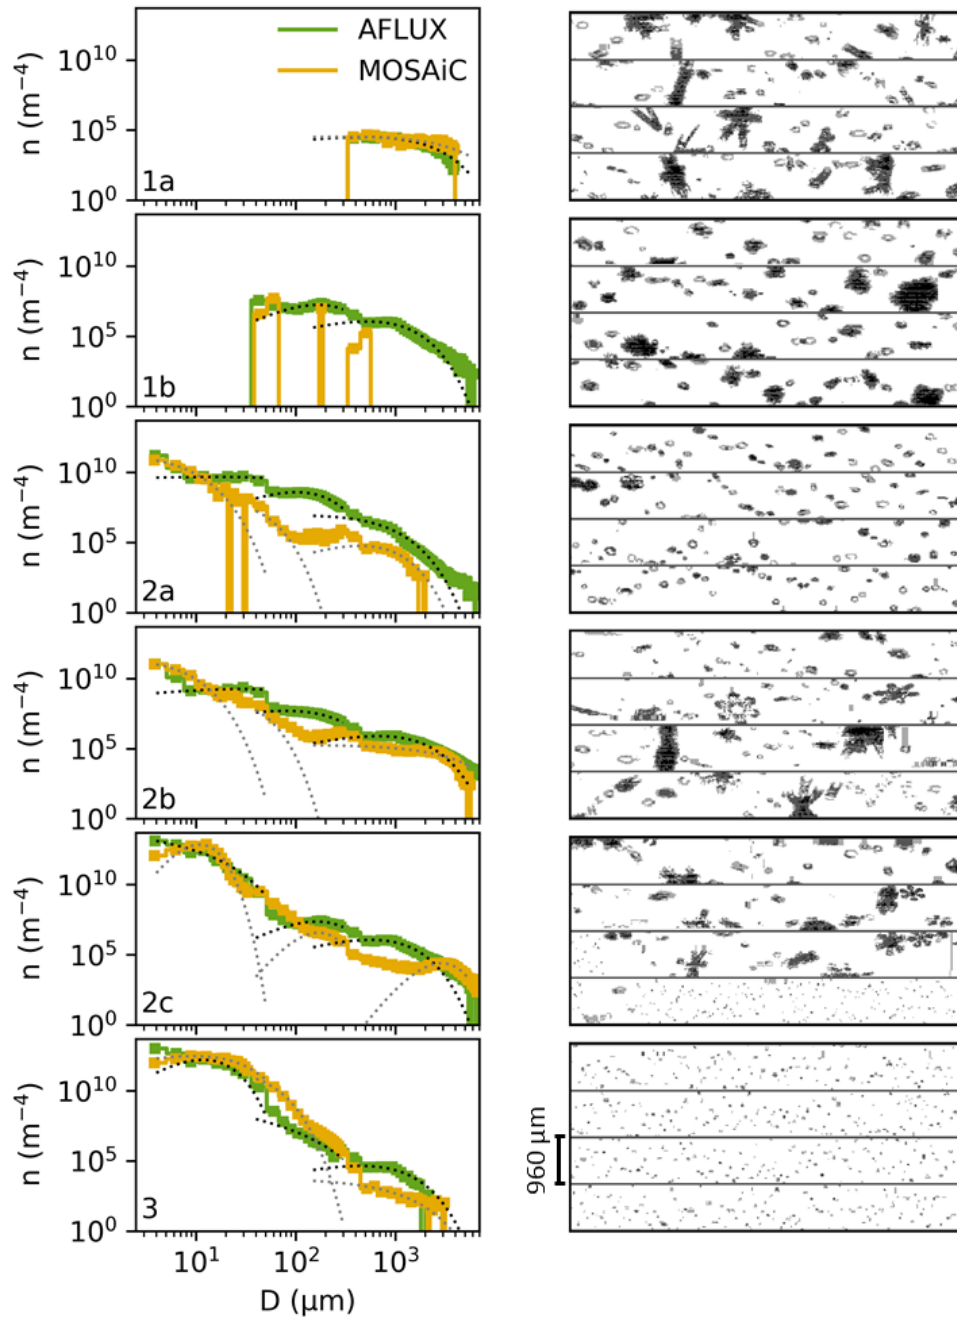 AFLUX
MOSAiC
n (m⁻⁴)
10¹⁰
10⁵
10⁰
1a
n (m⁻⁴)
10¹⁰
10⁵
10⁰
1b
n (m⁻⁴)
10¹⁰
10⁵
10⁰
2a
n (m⁻⁴)
10¹⁰
10⁵
10⁰
2b
n (m⁻⁴)
10¹⁰
10⁵
10⁰
2c
n (m⁻⁴)
10¹⁰
10⁵
10⁰
3
960 µm
10¹ 10² 10³
D (µm)